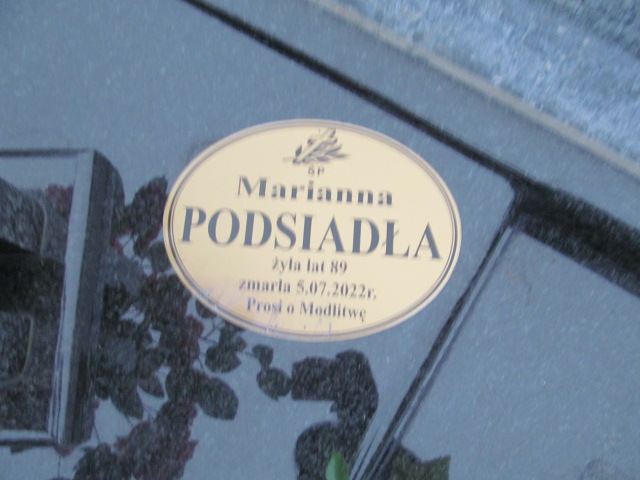 ŚP
Marianna
PODSIADŁA
żyła lat 89
zmarła 5.07.2022r.
Prosi o Modlitwę